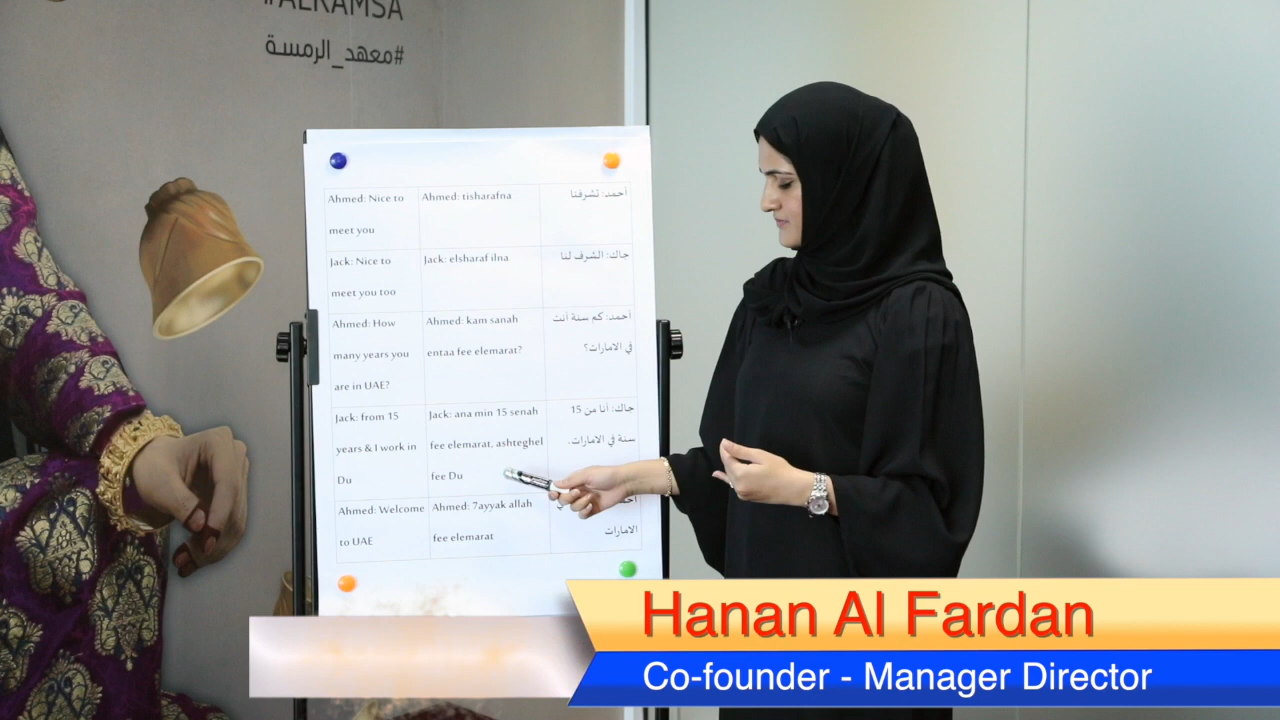 #ALRAMSA
#معهد_الرمسة
Ahmed: Nice to
meet you
Ahmed: tisharafna
أحمد: تشرفنا
Jack: Nice to
meet you too
Jack: elsharaf ilna
جاك: الشرف لنا
Ahmed: How
many years you
are in UAE?
Ahmed: kam sanah
entaa fee elemarat?
أحمد: كم سنة أنت
في الامارات؟
Jack: from 15
years & I work in
Du
Jack: ana min 15 senah
fee elemarat, ashteghel
fee Du
جاك: أنا من 15
سنة في الامارات.
Ahmed: Welcome
to UAE
Ahmed: 7ayyak allah
fee elemarat
الامارات
Hanan Al Fardan
Co-founder - Manager Director